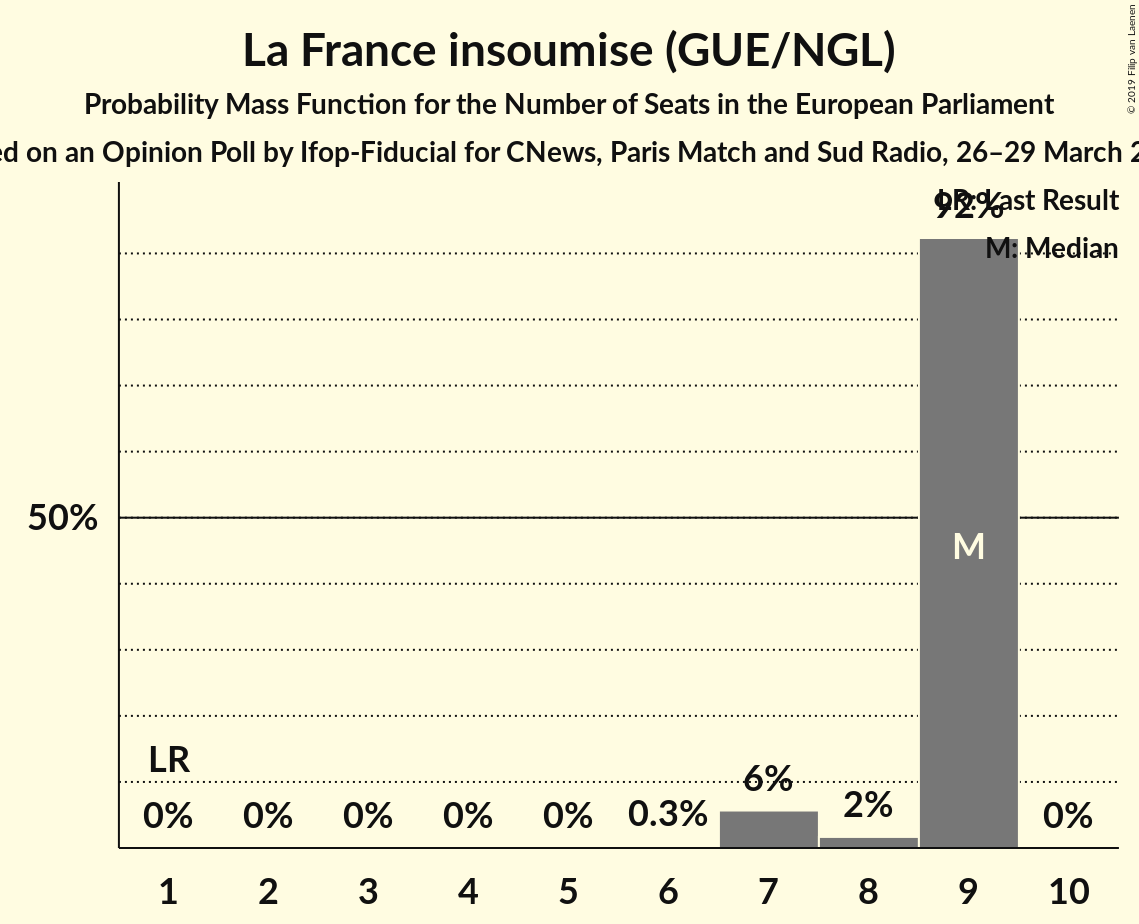 La France insoumise (GUE/NGL)
Probability Mass Function for the Number of Seats in the European Parliament
on an Opinion Poll by Ifop-Fiducial for CNews, Paris Match and Sud Radio, 26–29 March
© 2019 Filip van Laenen
LR: Last Result
92%
M: Median
50%
M
LR
0% 0% 0% 0% 0% 0.3% 6% 2% 0%
1 2 3 4 5 6 7 8 9 10